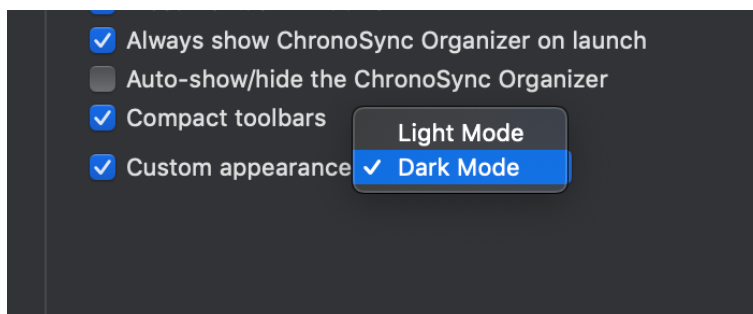 Always show ChronoSync Organizer on launch
Auto-show/hide the ChronoSync Organizer
Compact toolbars
Light Mode
Custom appearance ✓ Dark Mode